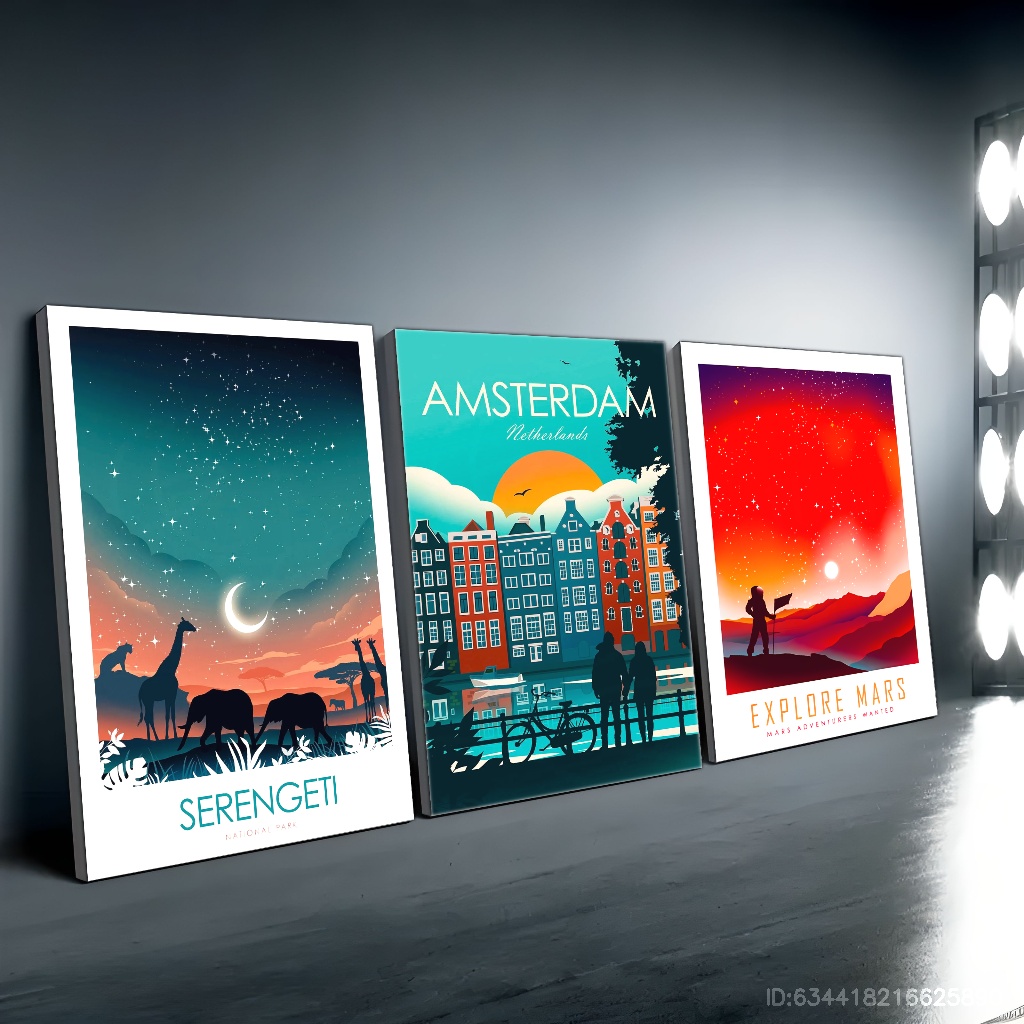 SERENGETI
NATIONAL PARK
AMSTERDAM
Netherlands
EXPLORE MARS
MARS ADVENTURERS WANTED